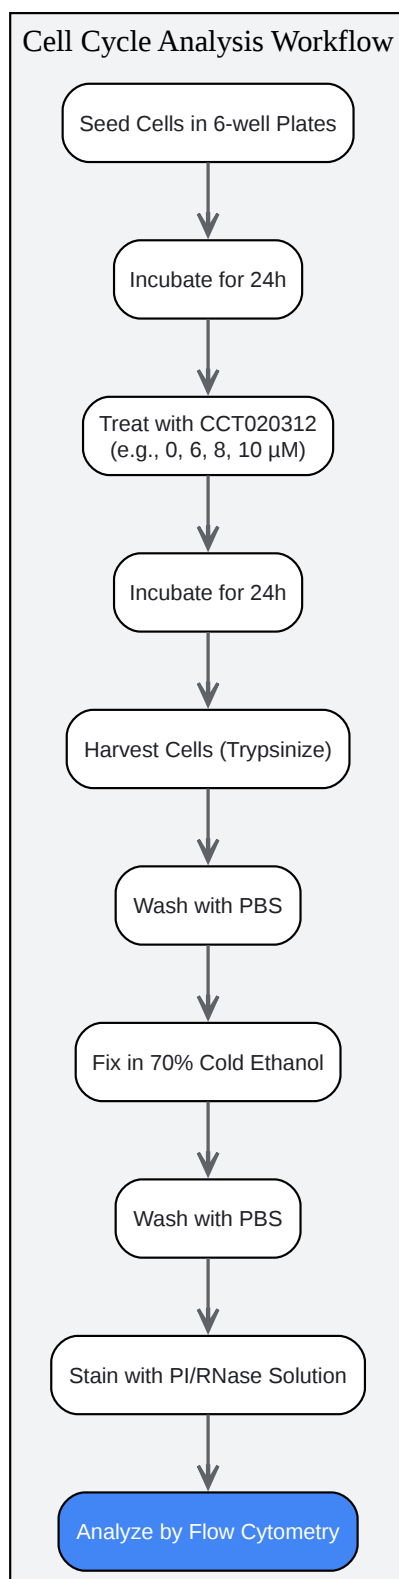 Cell Cycle Analysis Workflow
Seed Cells in 6-well Plates
Incubate for 24h
Treat with CCT020312
(e.g., 0, 6, 8, 10 µM)
Incubate for 24h
Harvest Cells (Trypsinize)
Wash with PBS
Fix in 70% Cold Ethanol
Wash with PBS
Stain with PI/RNase Solution
Analyze by Flow Cytometry